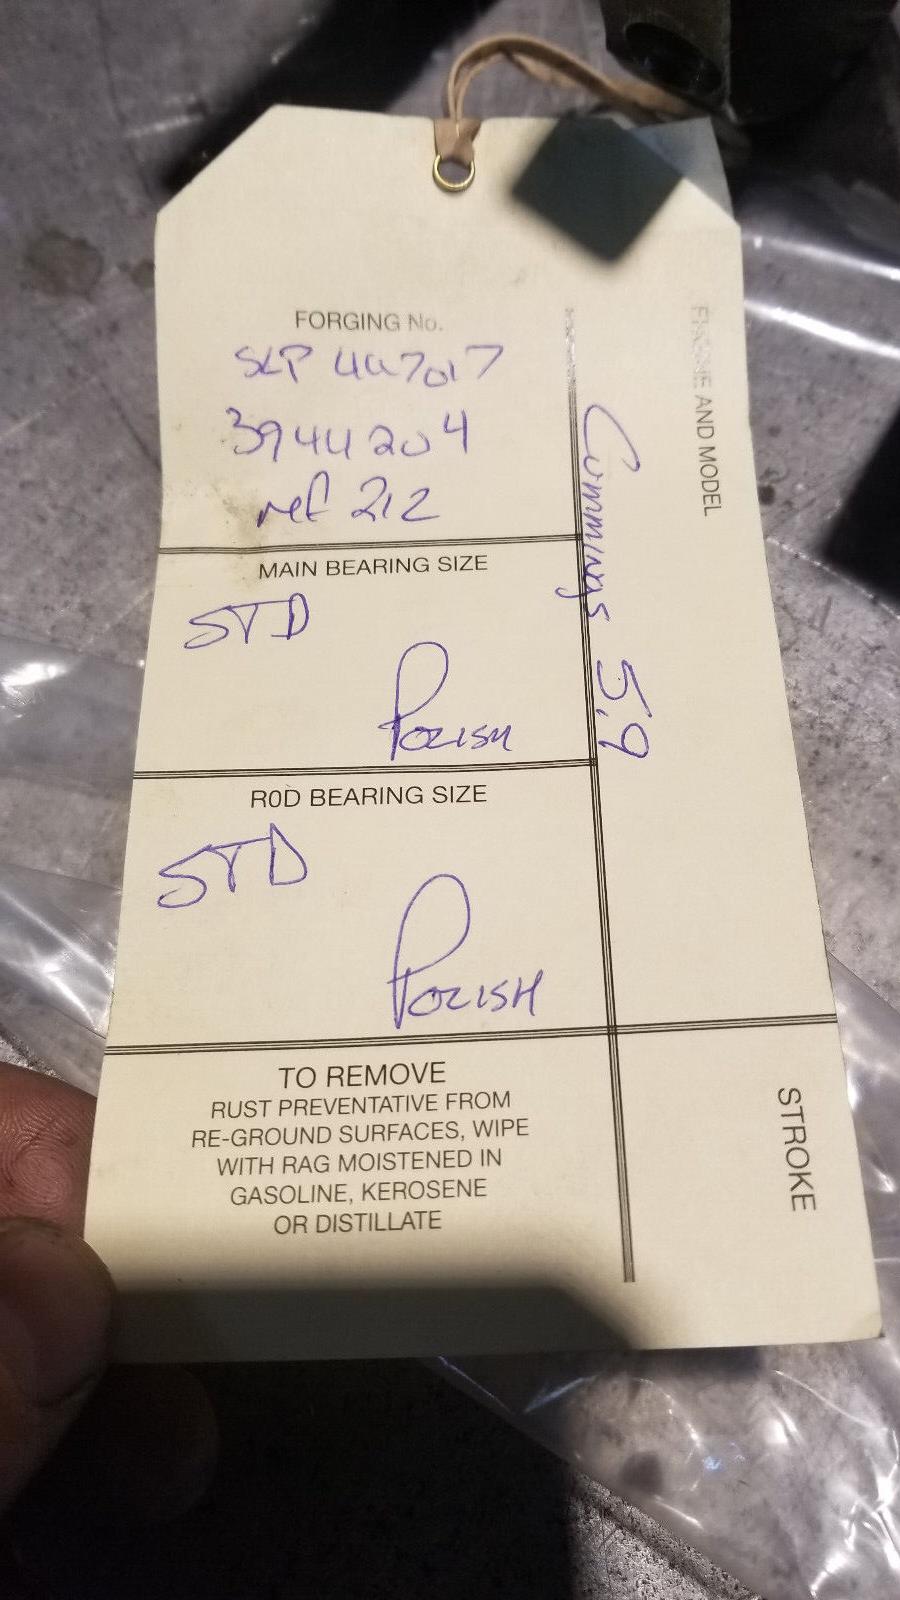 FORGING No.
SLP 447017
3944204
ref 212
MAIN BEARING SIZE
STD
POLISH
ROD BEARING SIZE
STD
POLISH
TO REMOVE
RUST PREVENTATIVE FROM
RE-GROUND SURFACES, WIPE
WITH RAG MOISTENED IN
GASOLINE, KEROSENE
OR DISTILLATE
ENGINE AND MODEL
Cummings 5.9
STROKE